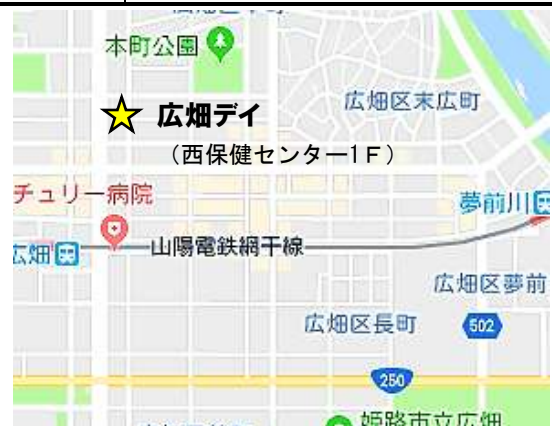 本町公園
広畑区末広町
広畑デイ
(西保健センター1F)
チュリー病院
夢前川
広畑
山陽電鉄網干線
広畑区夢前
広畑区長町
502
250
姫路市立広畑